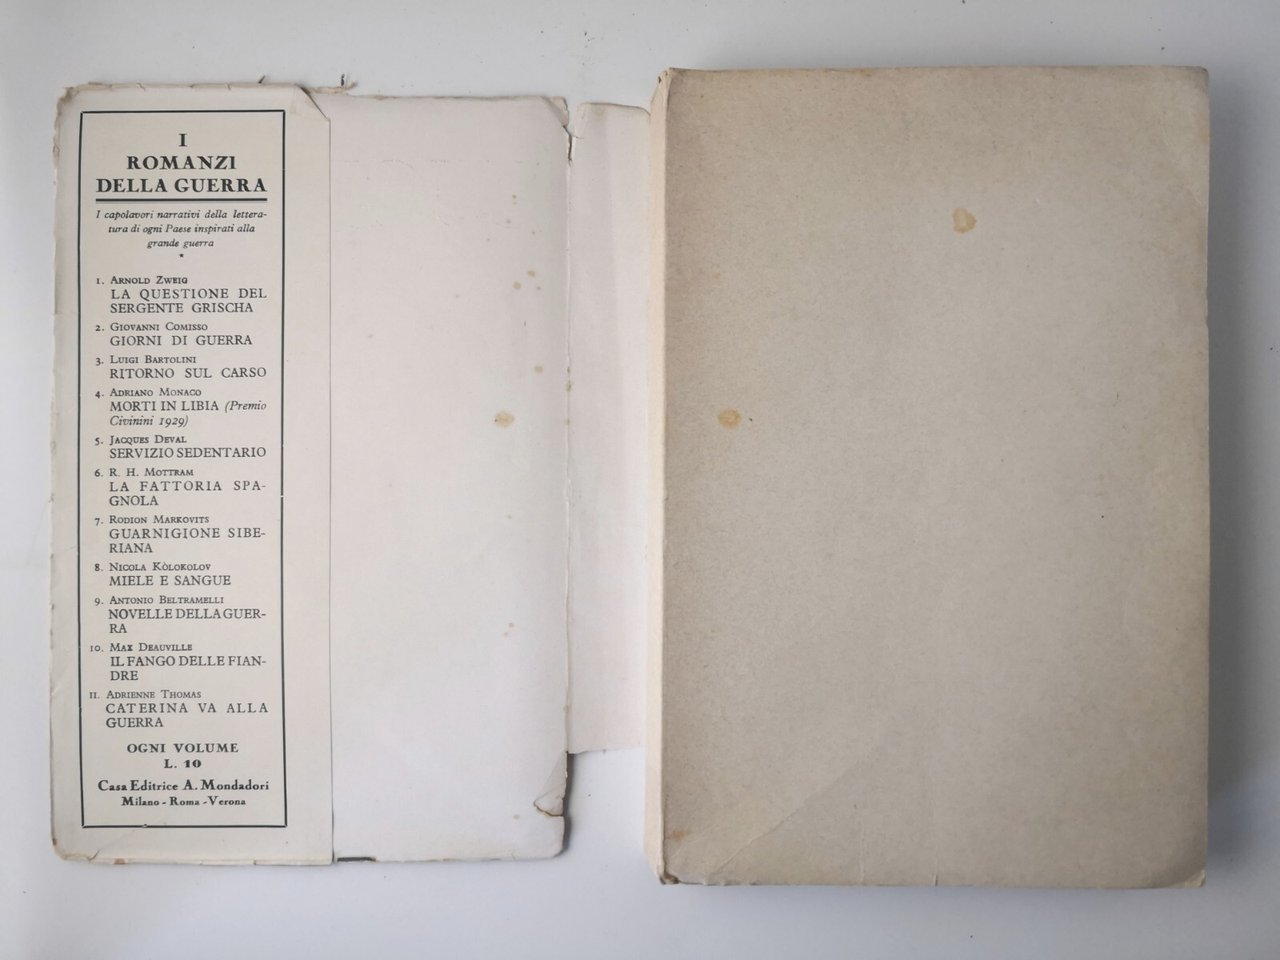 I
ROMANZI
DELLA GUERRA
I capolavori narrativi della lettera-
tura di ogni Paese inspirati alla
grande guerra
*
1. Arnold Zweig
LA QUESTIONE DEL
SERGENTE GRISCHA
2. Giovanni Comisso
GIORNI DI GUERRA
3. Luigi Bartolini
RITORNO SUL CARSO
4. Adriano Monaco
MORTI IN LIBIA (Premio
Civinini 1929)
5. Jacques Deval
SERVIZIO SEDENTARIO
6. R. H. Mottram
LA FATTORIA SPA-
GNOLA
7. Rodion Markovits
GUARNIGIONE SIBE-
RIANA
8. Nicola Kòlokolov
MIELE E SANGUE
9. Antonio Beltramelli
NOVELLE DELLA GUER-
RA
10. Max Deauville
IL FANGO DELLE FIAN-
DRE
11. Adrienne Thomas
CATERINA VA ALLA
GUERRA
OGNI VOLUME
L. 10
Casa Editrice A. Mondadori
Milano - Roma - Verona